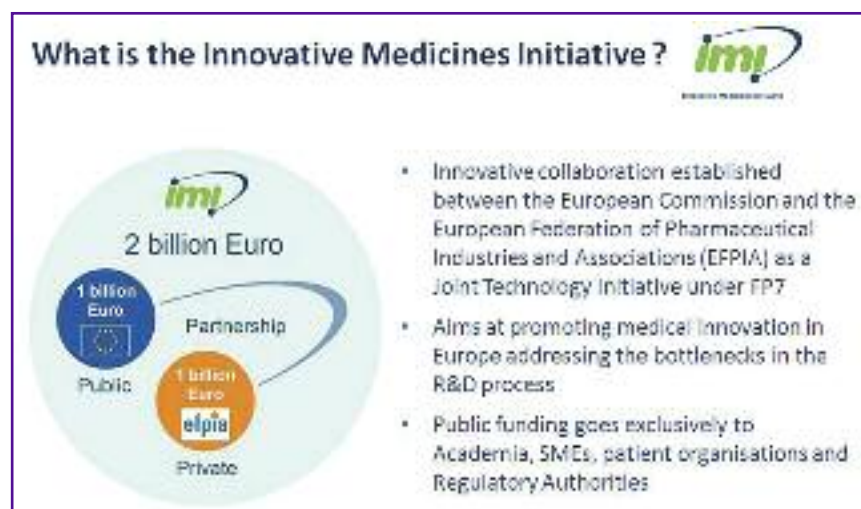 What is the Innovative Medicines Initiative ?
imi
imi
2 billion Euro
1 billion
Euro
Partnership
Public
1 billion
Euro
efpia
Private
• Innovative collaboration established
between the European Commission and the
European Federation of Pharmaceutical
Industries and Associations (EFPIA) as a
Joint Technology Initiative under FP7
• Aims at promoting medical innovation in
Europe addressing the bottlenecks in the
R&D process
• Public funding goes exclusively to
Academia, SMEs, patient organisations and
Regulatory Authorities